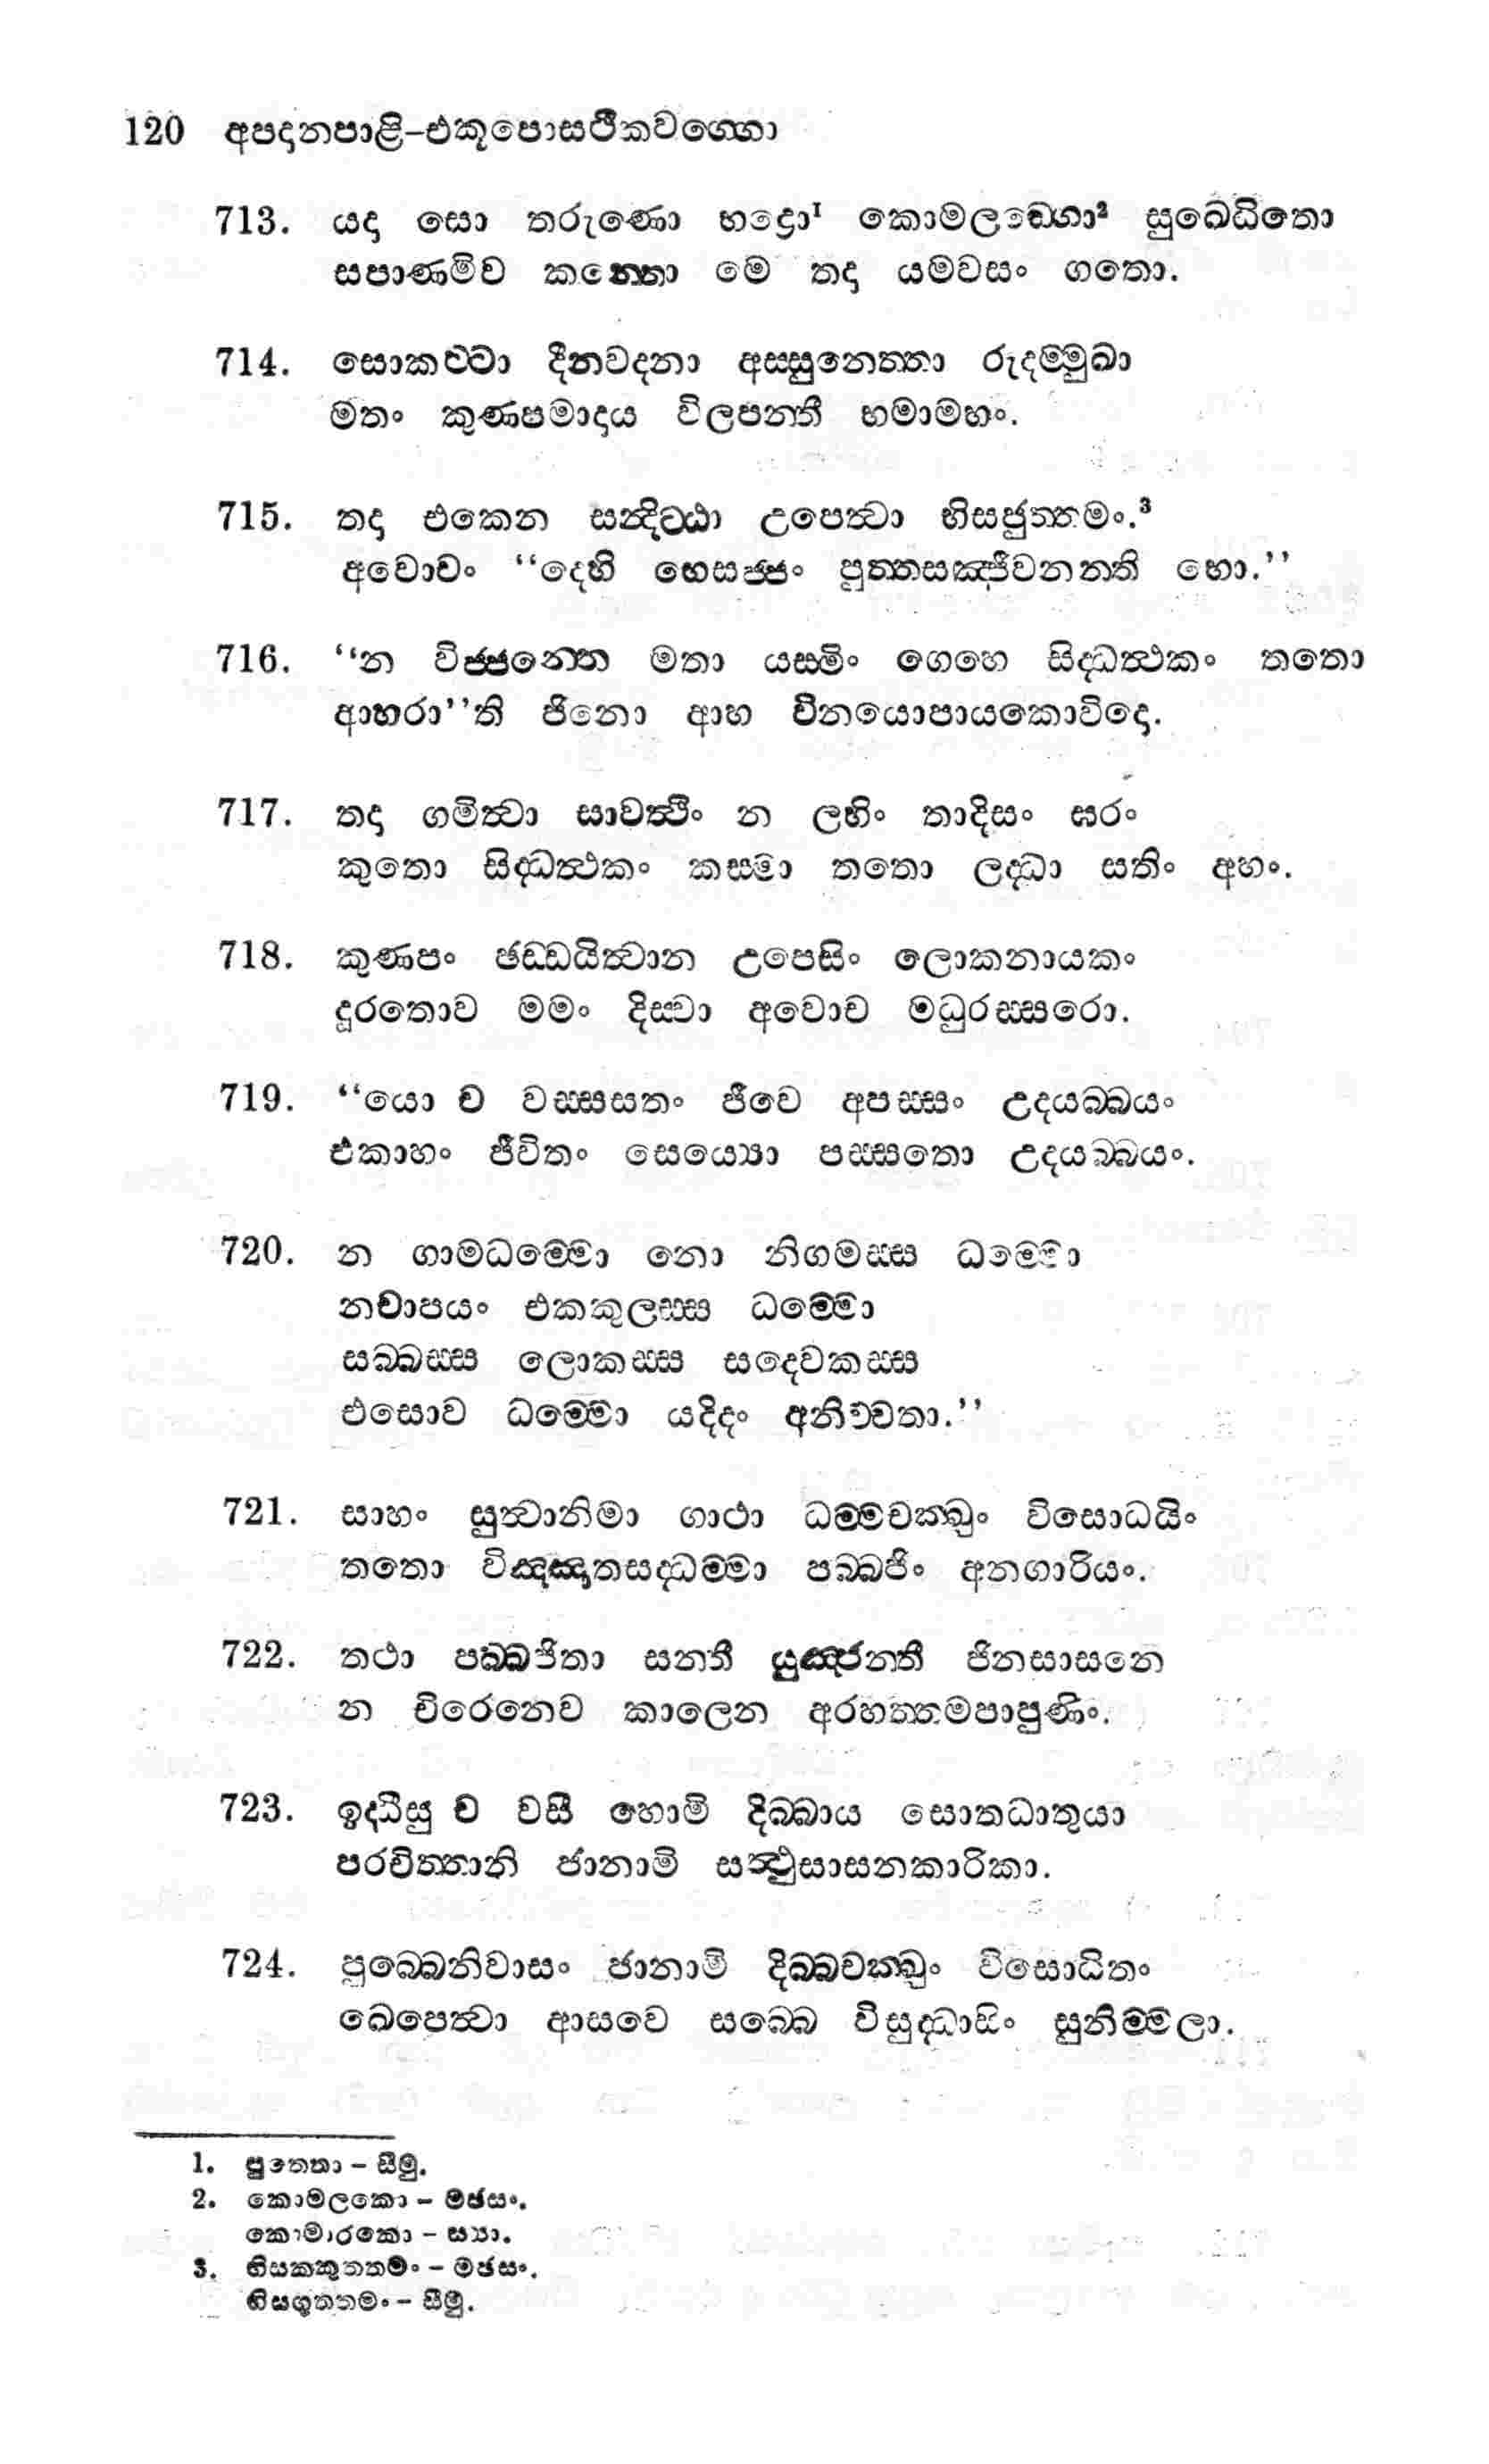 120 අපදානපාළි-එකූපොසථිකවග්ගො
713. යදා සො තරුණො භද්‍රො¹ කොමලඞ්ගො² සුඛෙධිතො
සපාණමිව කන්තො මෙ තදා යමවසං ගතො.
714. සොකට්ටා දීනවදනා අස්සුනෙත්තා රුදම්මුඛා
මතං කුණපමාදාය විලපන්තී භමාමහං.
715. තදා එකෙන සන්දිට්ඨා උපෙත්වා භිසජුත්තමං.³
අවොචං “දෙහි භෙසජ්ජං පුත්තසඤ්ජීවනන්ති භො.”
716. “න විජ්ජන්තෙ මතා යස්මිං ගෙහෙ සිද්ධත්ථකං තතො
ආහරා”ති ජිනො ආහ විනයොපායකොවිදො.
717. තදා ගමිත්වා සාවත්ථිං න ලභිං තාදිසං ඝරං
කුතො සිද්ධත්ථකං කස්මා තතො ලද්ධා සතිං අහං.
718. කුණපං ඡඩ්ඩයිත්වාන උපෙසිං ලොකනායකං
දූරතොව මමං දිස්වා අවොච මධුරස්සරො.
719. “යො ච වස්සසතං ජීවෙ අපස්සං උදයබ්බයං
එකාහං ජීවිතං සෙය්‍යො පස්සතො උදයබ්බයං.
720. න ගාමධම්මො නො නිගමස්ස ධම්මො
නචාපයං එකකුලස්ස ධම්මො
සබ්බස්ස ලොකස්ස සදෙවකස්ස
එසොව ධම්මො යදිදං අනිච්චතා.”
721. සාහං සුත්වානිමා ගාථා ධම්මචක්ඛුං විසොධයිං
තතො විඤ්ඤාතසද්ධම්මා පබ්බජිං අනගාරියං.
722. තථා පබ්බජිතා සන්තී යුඤ්ජන්තී ජිනසාසනෙ
න චිරෙනෙව කාලෙන අරහත්තමපාපුණිං.
723. ඉද්ධීසු ච වසී හොමි දිබ්බාය සොතධාතුයා
පරචිත්තානි ජානාමි සත්ථුසාසනකාරිකා.
724. පුබ්බෙනිවාසං ජානාමි දිබ්බචක්ඛුං විසොධිතං
ඛෙපෙත්වා ආසවෙ සබ්බෙ විසුද්ධාසිං සුනිම්මලා.
1. පුත්තො - සීමු.
2. කොමලකො - මඡසං.
කොමාරකො - ස්‍යා.
3. භිසක්කුත්තමං - මඡසං.
භිසගුත්තමං - සීමු.